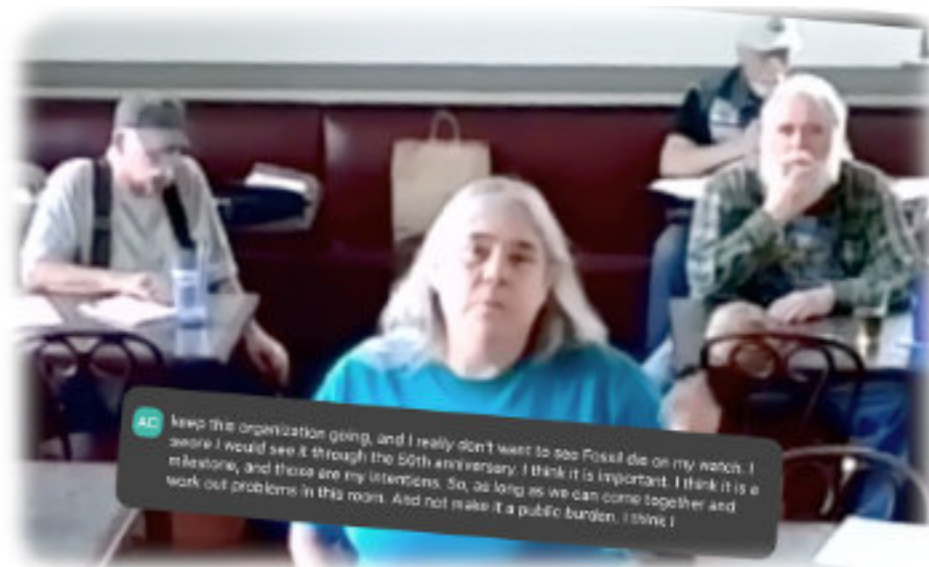 AC
keep this organization going, and I really don't want to see Fossil die on my watch. I
swore I would see it through the 50th anniversary. I think it is important. I think it is a
milestone, and those are my intentions. So, as long as we can come together and
work out problems in this room. And not make it a public burden. I think I